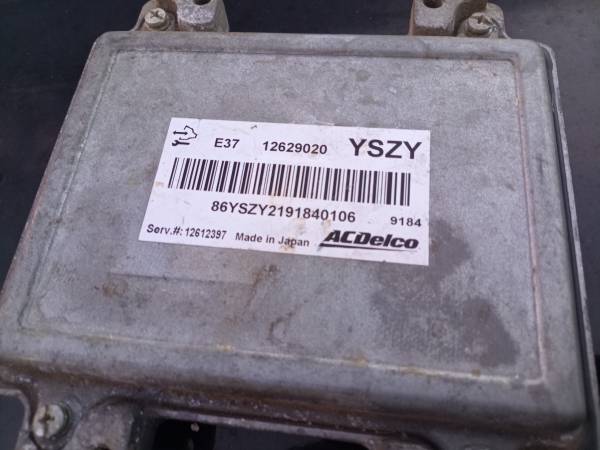 E37 12629020 YSZY
86YSZY2191840106 9184
Serv.#: 12612397 Made in Japan ACDelco